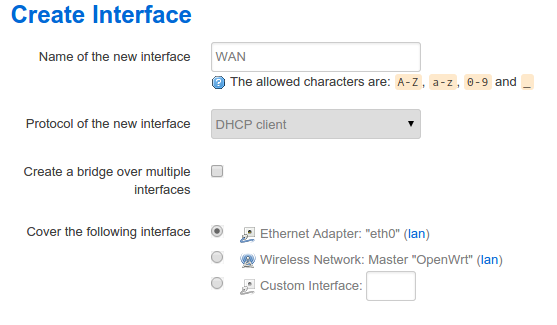 Create Interface
Name of the new interface WAN
The allowed characters are: A-Z, a-z, 0-9 and _
Protocol of the new interface DHCP client
Create a bridge over multiple
interfaces
Cover the following interface Ethernet Adapter: "eth0" (lan)
Wireless Network: Master "OpenWrt" (lan)
Custom Interface: